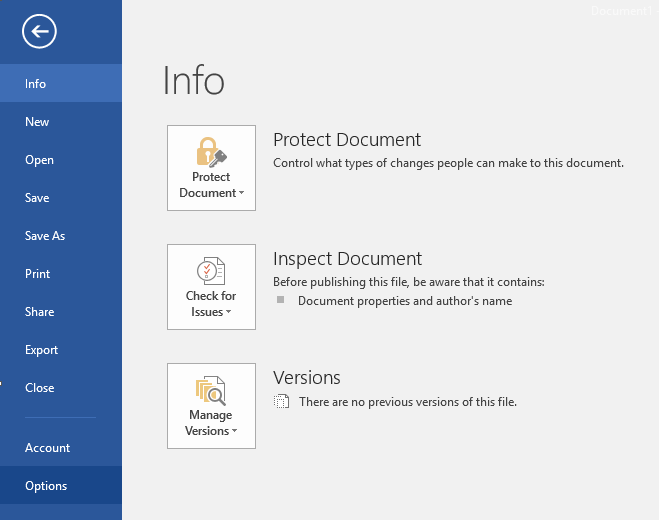 Document1
Info
New
Open
Save
Save As
Print
Share
Export
Close
Account
Options
Info
Protect
Document
Protect Document
Control what types of changes people can make to this document.
Check for
Issues
Inspect Document
Before publishing this file, be aware that it contains:
Document properties and author's name
Manage
Versions
Versions
There are no previous versions of this file.